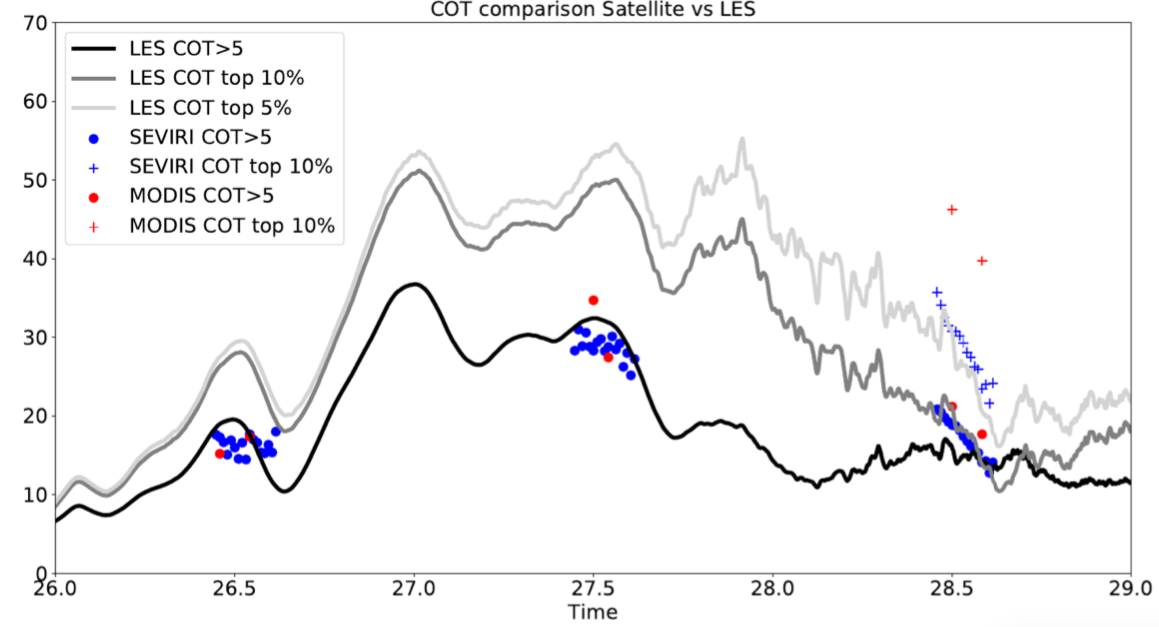 COT comparison Satellite vs LES
70
60
50
40
30
20
10
0
LES COT>5
LES COT top 10%
LES COT top 5%
SEVIRI COT>5
SEVIRI COT top 10%
MODIS COT>5
MODIS COT top 10%
26.0 26.5 27.0 27.5 28.0 28.5 29.0
Time